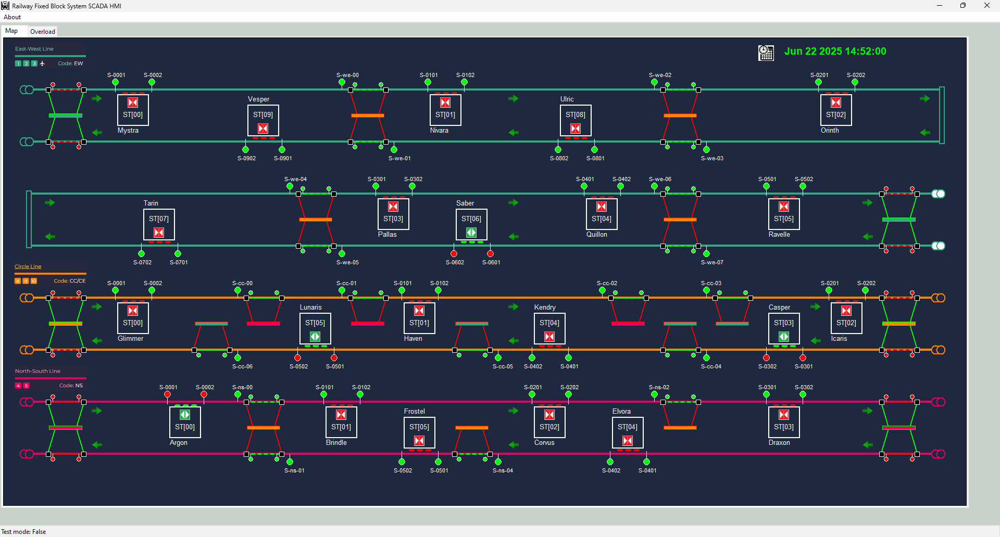 Railway Fixed Block System SCADA HMI
About
Map Overload
East-West Line
1 2 3 Code: EW
Jun 22 2025 14:52:00
S-0001 S-0002 S-we-00 S-0101 S-0102 S-we-02 S-0201 S-0202
Vesper Ulric
ST[00] ST[09] ST[01] ST[08] ST[02]
Mystra Nivara Orinth
S-0902 S-0901 S-we-01 S-0802 S-0801 S-we-03
S-we-04 S-0301 S-0302 S-0401 S-0402 S-we-06 S-0501 S-0502
Tarin Saber
ST[07] ST[03] ST[06] ST[04] ST[05]
Pallas Quillon Ravelle
S-0702 S-0701 S-we-05 S-0602 S-0601 S-we-07
Circle Line
8 9 10 Code: CC/CE
S-0001 S-0002 S-cc-00 S-cc-01 S-0101 S-0102 S-cc-02 S-cc-03 S-0201 S-0202
Lunaris Kendry Casper
ST[00] ST[05] ST[01] ST[04] ST[03] ST[02]
Glimmer Haven Icaris
S-cc-06 S-0502 S-0501 S-cc-05 S-0402 S-0401 S-cc-04 S-0302 S-0301
North-South Line
4 5 Code: NS
S-0001 S-0002 S-ns-00 S-0101 S-0102 S-0201 S-0202 S-ns-02 S-0301 S-0302
Frostel Elvora
ST[00] ST[01] ST[05] ST[02] ST[04] ST[03]
Argon Brindle Corvus Draxon
S-ns-01 S-0502 S-0501 S-ns-04 S-0402 S-0401
Test mode: False